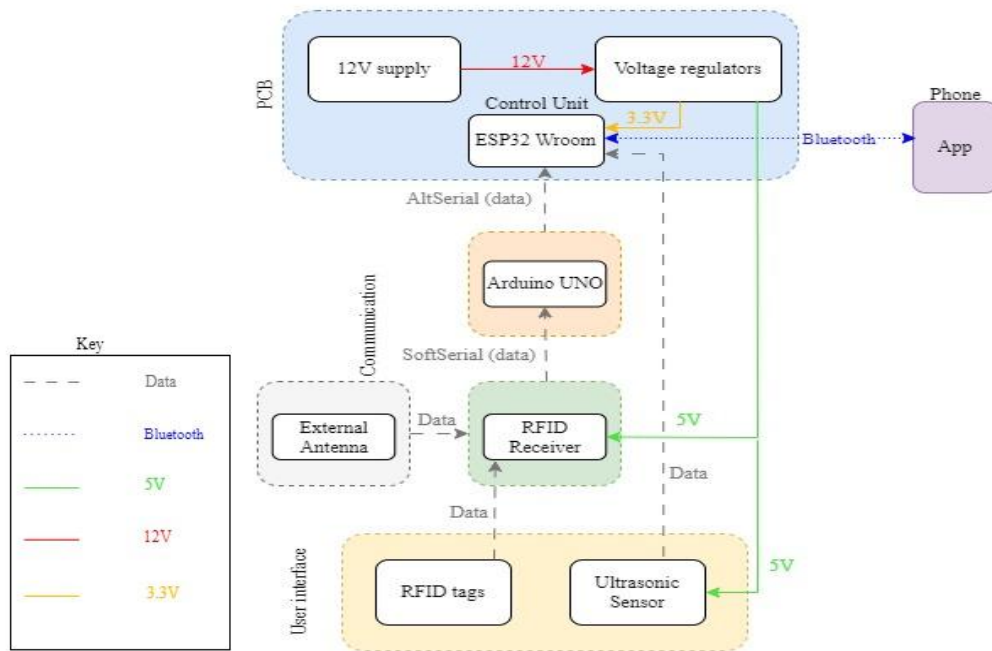 12V supply
12V
Voltage regulators
PCB
Control Unit
3.3V
ESP32 Wroom
Bluetooth
Phone
App
AltSerial (data)
Arduino UNO
Communication
SoftSerial (data)
Key
Data
Bluetooth
5V
12V
3.3V
External
Antenna
Data
RFID
Receiver
5V
Data
Data
User interface
RFID tags
Ultrasonic
Sensor
5V